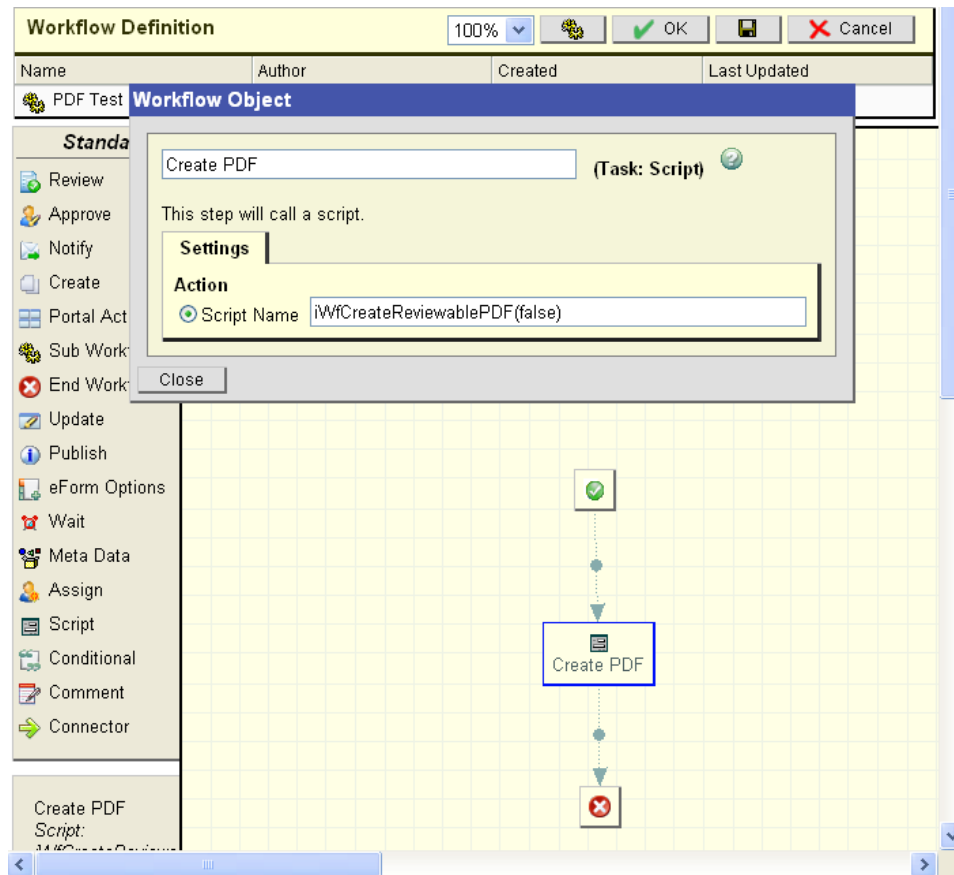 Workflow Definition
100%
OK
Cancel
Name Author Created Last Updated
PDF Test
Workflow Object
Standa
Create PDF
(Task: Script)
This step will call a script.
Settings
Action
Script Name iWfCreateReviewablePDF(false)
Close
Review
Approve
Notify
Create
Portal Act
Sub Work
End Work
Update
Publish
eForm Options
Wait
Meta Data
Assign
Script
Conditional
Comment
Connector
Create PDF
Create PDF
Script: